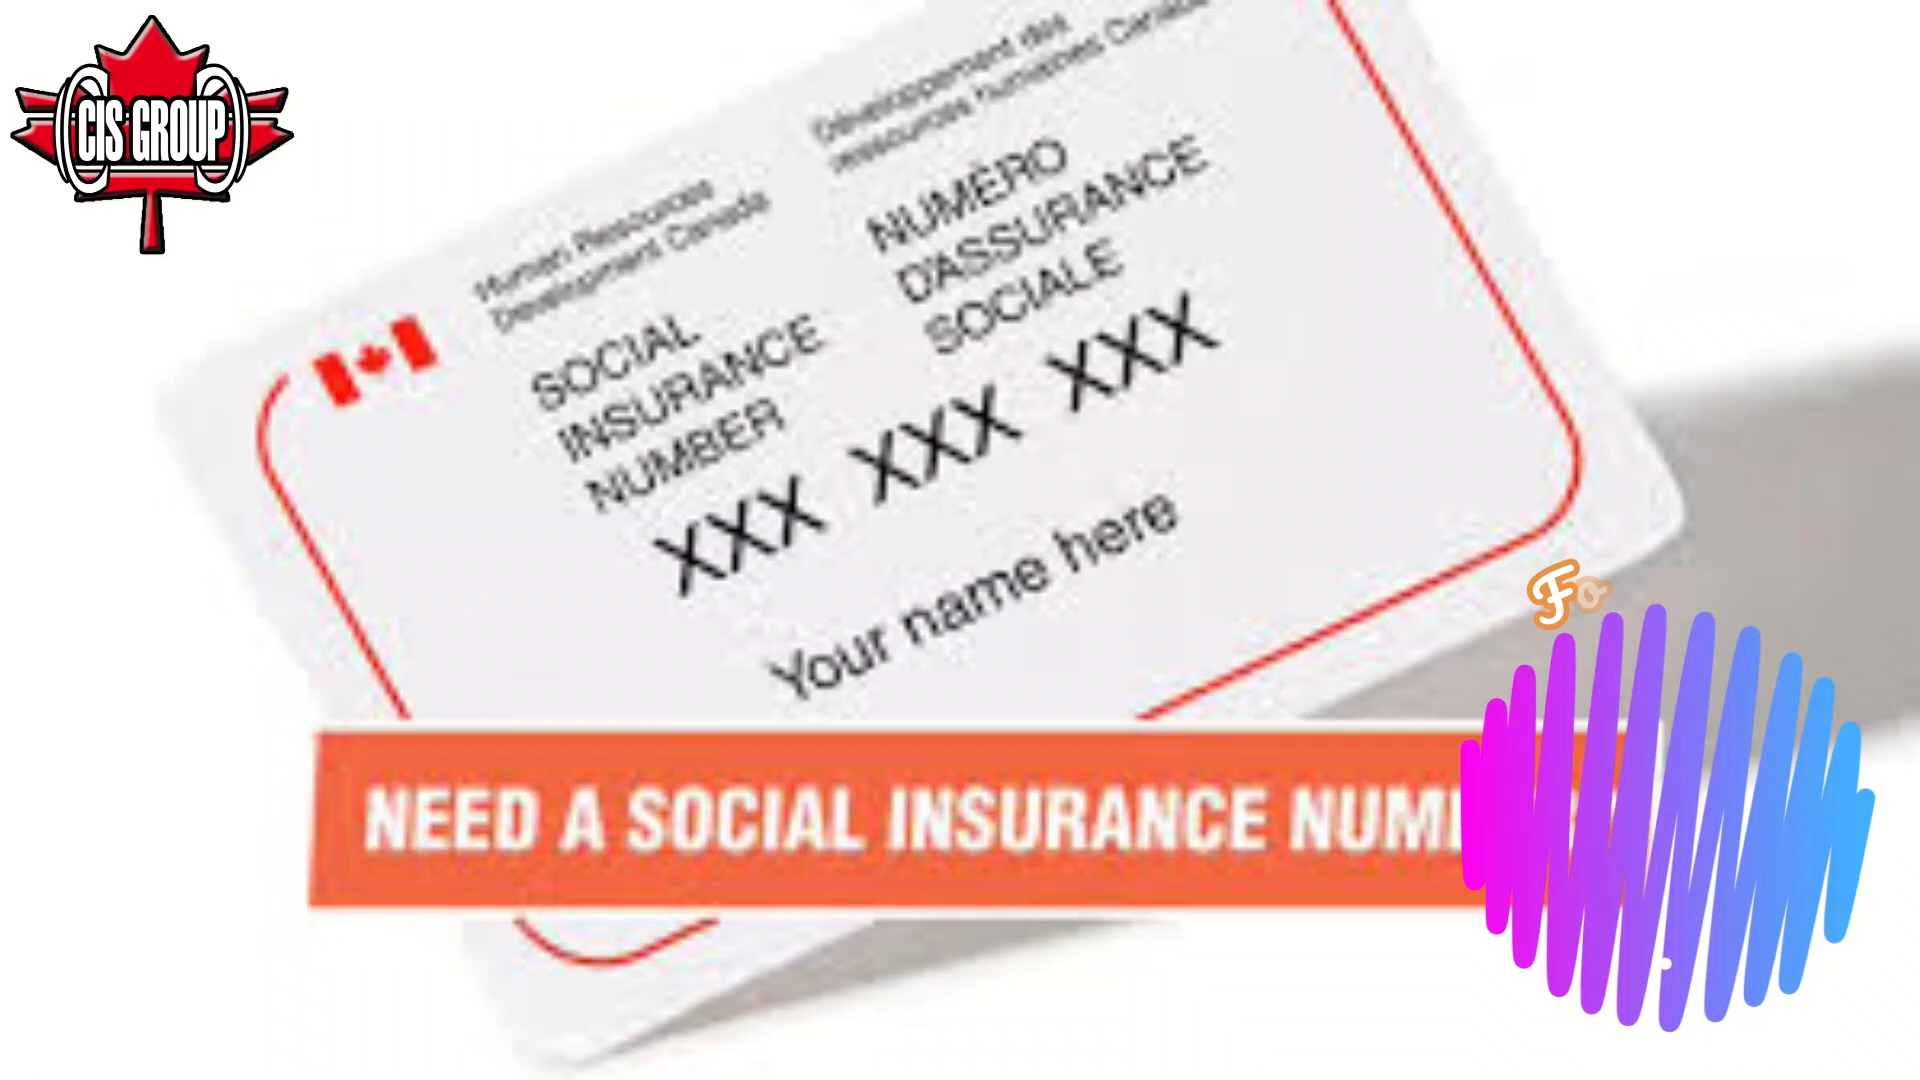 CIS GROUP
Human Resources
Development Canada
Développement des
ressources humaines Canada
SOCIAL
INSURANCE
NUMBER
NUMÉRO
D'ASSURANCE
SOCIALE
XXX XXX XXX
Your name here
Fo
NEED A SOCIAL INSURANCE NUM